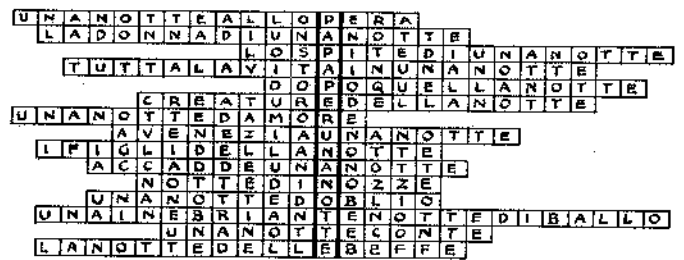 UNANOTTEALLOPERA
LADONNADIUNANOTTE
LOSPITEDIUNANOTTE
TUTTALAVITAINUNANOTTE
DOPOQUELLANOTTE
CREATUREDELLANOTTE
UNANOTTEDAMORE
AVENEZIAUNANOTTE
IFIGLIDELLANOTTE
ACCADDEUNANOTTE
NOTTEDINOZZE
UNANOTTEDOBLIO
UNAINEBRIANTENOTTEDIBALLO
UNANOTTECONTE
LANOTTEDELLEBEFFE